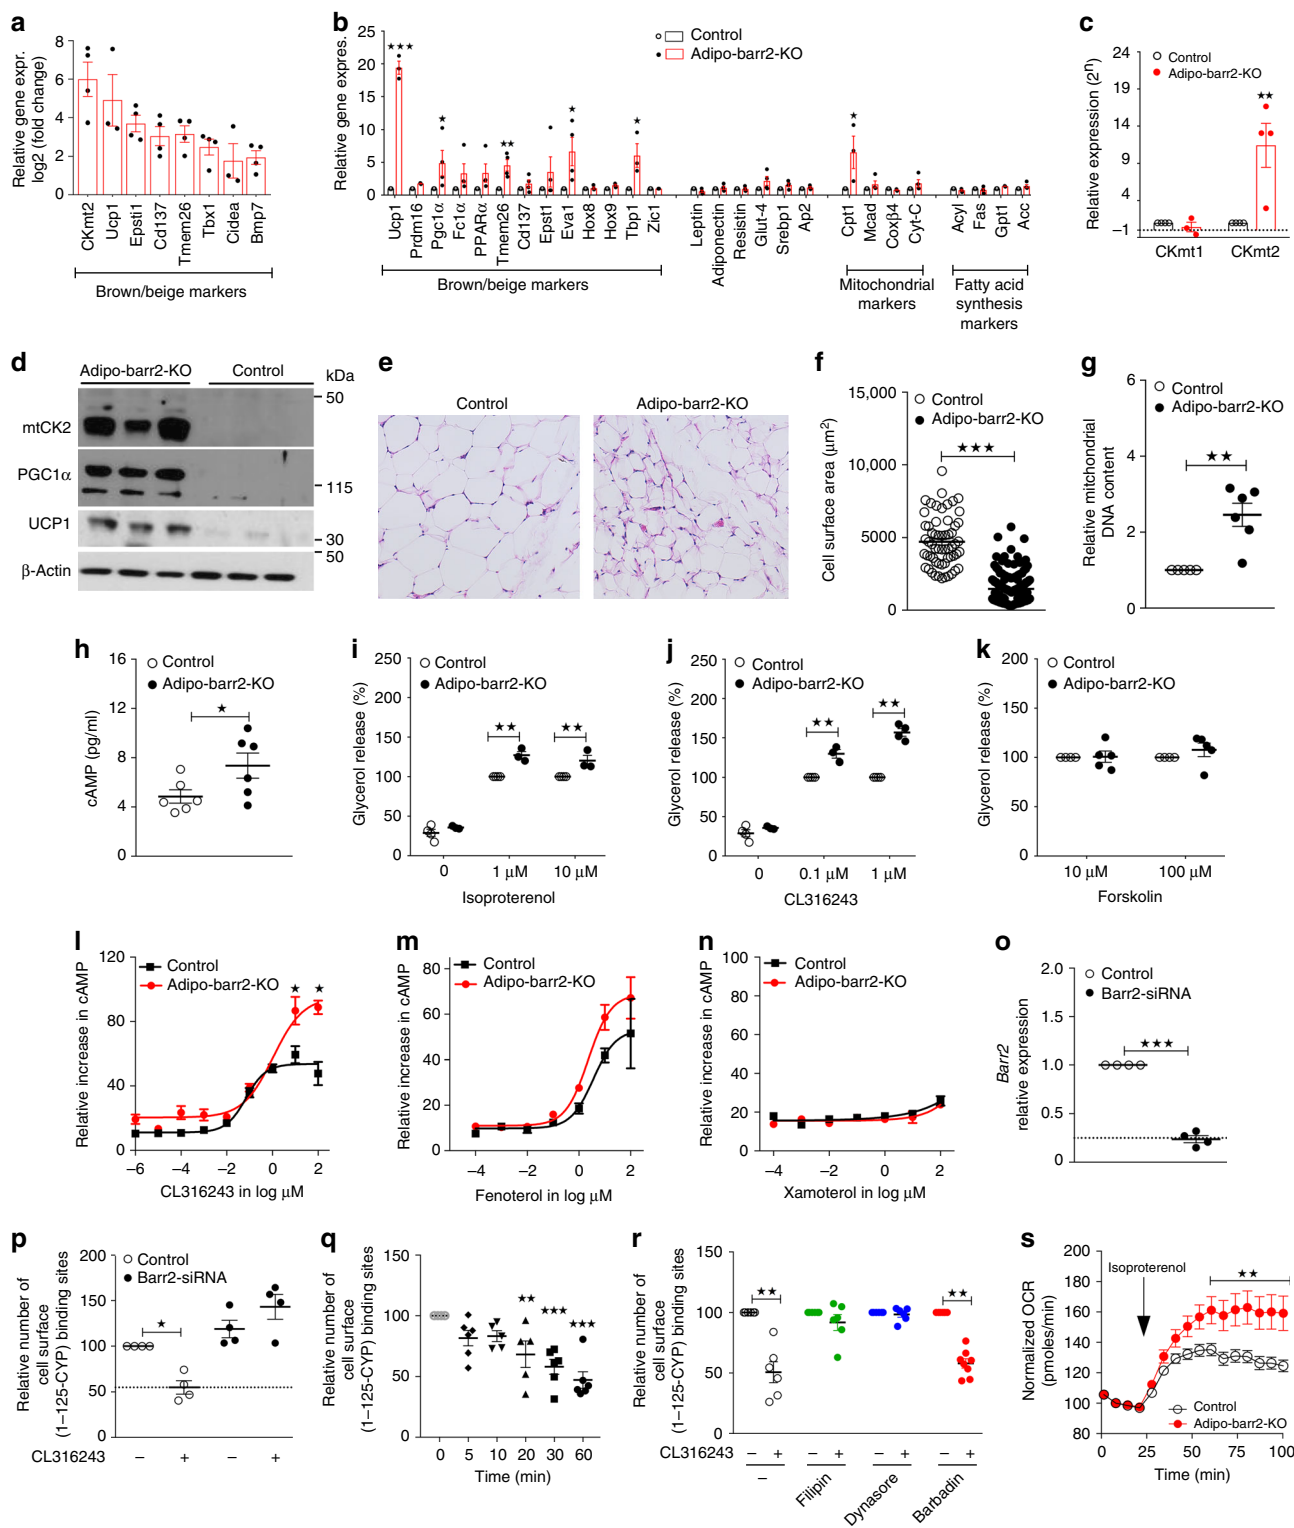 a
Relative gene expr.
log2 (fold change)
8
6
4
2
0
CKmt2
Ucp1
Epsti1
Cd137
Tmem26
Tbx1
Cidea
Bmp7
Brown/beige markers
b
Relative gene expres.
25
20
15
10
5
0
Control
Adipo-barr2-KO
★★★
★
★★
★
★
★
Ucp1
Prdm16
Pgc1α
Fc1α
PPARα
Tmem26
Cd137
Epst1
Eva1
Hox8
Hox9
Tbp1
Zic1
Leptin
Adiponectin
Resistin
Glut-4
Srebp1
Ap2
Cpt1
Mcad
Coxβ4
Cyt-C
Acyl
Fas
Gpt1
Acc
Brown/beige markers
Mitochondrial
markers
Fatty acid
synthesis
markers
c
Relative expression (2ⁿ)
24
19
14
9
4
–1
Control
Adipo-barr2-KO
★★
CKmt1
CKmt2
d
Adipo-barr2-KO
Control
kDa
50
mtCK2
PGC1α
115
UCP1
30
50
β-Actin
e
Control
Adipo-barr2-KO
f
Cell surface area (μm²)
15,000
10,000
5000
0
Control
Adipo-barr2-KO
★★★
g
Relative mitochondrial
DNA content
6
4
2
0
Control
Adipo-barr2-KO
★★
h
cAMP (pg/ml)
16
12
8
4
0
Control
Adipo-barr2-KO
★
i
Glycerol release (%)
250
200
150
100
50
0
Control
Adipo-barr2-KO
★★
★★
0
1 μM
10 μM
Isoproterenol
j
Glycerol release (%)
250
200
150
100
50
0
Control
Adipo-barr2-KO
★★
★★
0
0.1 μM
1 μM
CL316243
k
Glycerol release (%)
200
150
100
50
0
Control
Adipo-barr2-KO
10 μM
100 μM
Forskolin
l
Relative increase in cAMP
120
80
40
0
Control
Adipo-barr2-KO
★ ★
–6
–4
–2
0
2
CL316243 in log μM
m
Relative increase in cAMP
80
60
40
20
0
Control
Adipo-barr2-KO
–4
–2
0
2
Fenoterol in log μM
n
Relative increase in cAMP
100
80
60
40
20
0
Control
Adipo-barr2-KO
–4
–2
0
2
Xamoterol in log μM
o
Barr2
relative expression
2.0
1.5
1.0
0.5
0
Control
Barr2-siRNA
★★★
p
Relative number of
cell surface
(1–125-CYP) binding sites
200
150
100
50
0
Control
Barr2-siRNA
★
CL316243
–
+
–
+
q
Relative number of
cell surface
(1–125-CYP) binding sites
150
100
50
0
★★
★★★
★★★
0
5
10
20
30
60
Time (min)
r
Relative number of
cell surface
(1–125-CYP) binding sites
150
100
50
0
★★
★★
CL316243
– + – + – + – +
–
Filipin
Dynasore
Barbadin
s
Normalized OCR
(pmoles/min)
200
180
160
140
120
100
80
Isoproterenol
★★
Control
Adipo-barr2-KO
0
25
50
75
100
Time (min)